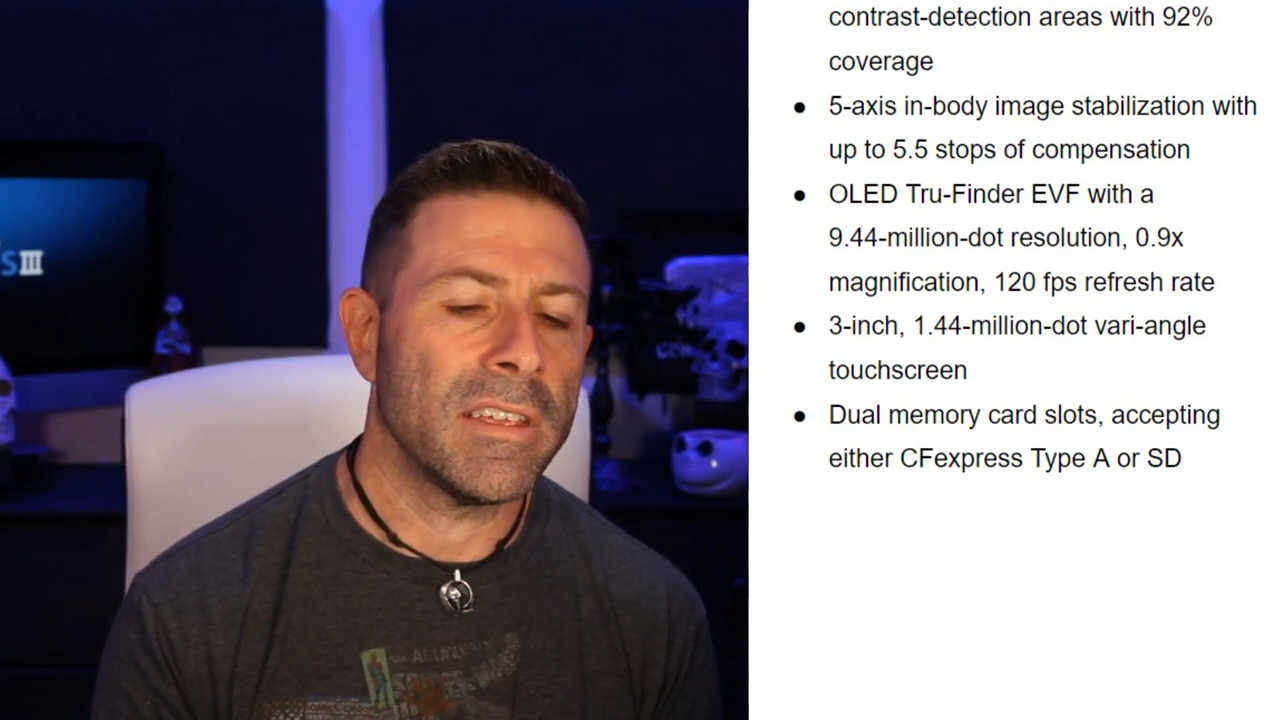 contrast-detection areas with 92%
coverage
● 5-axis in-body image stabilization with
up to 5.5 stops of compensation
● OLED Tru-Finder EVF with a
9.44-million-dot resolution, 0.9x
magnification, 120 fps refresh rate
● 3-inch, 1.44-million-dot vari-angle
touchscreen
● Dual memory card slots, accepting
either CFexpress Type A or SD
SIII